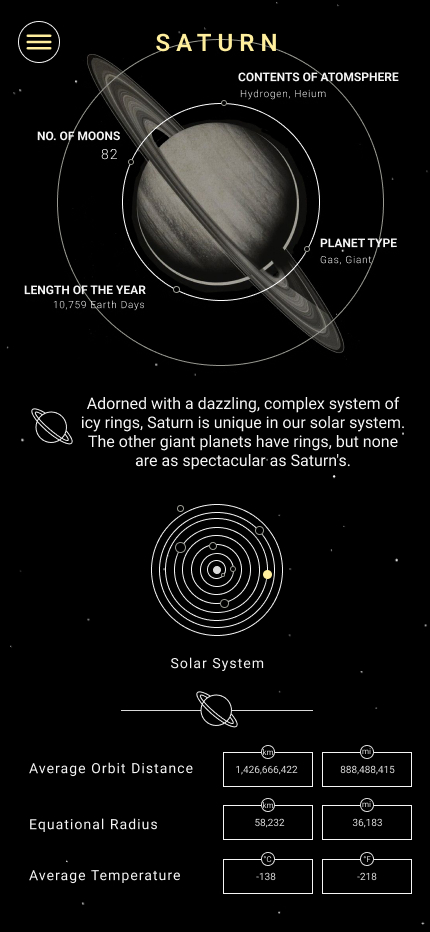 SATURN
CONTENTS OF ATOMSPHERE
Hydrogen, Heium
NO. OF MOONS
82
PLANET TYPE
Gas, Giant
LENGTH OF THE YEAR
10,759 Earth Days
Adorned with a dazzling, complex system of
icy rings, Saturn is unique in our solar system.
The other giant planets have rings, but none
are as spectacular as Saturn's.
Solar System
km mi
Average Orbit Distance 1,426,666,422 888,488,415
km mi
Equational Radius 58,232 36,183
°C °F
Average Temperature -138 -218